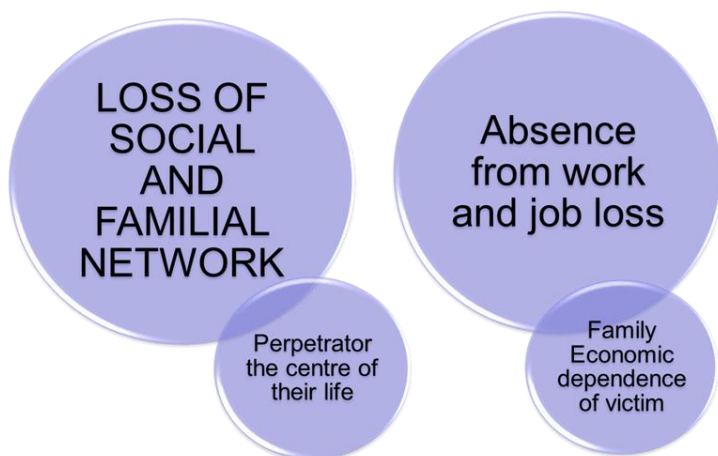 LOSS OF
SOCIAL
AND
FAMILIAL
NETWORK
Perpetrator
the centre of
their life
Absence
from work
and job loss
Family
Economic
dependence
of victim